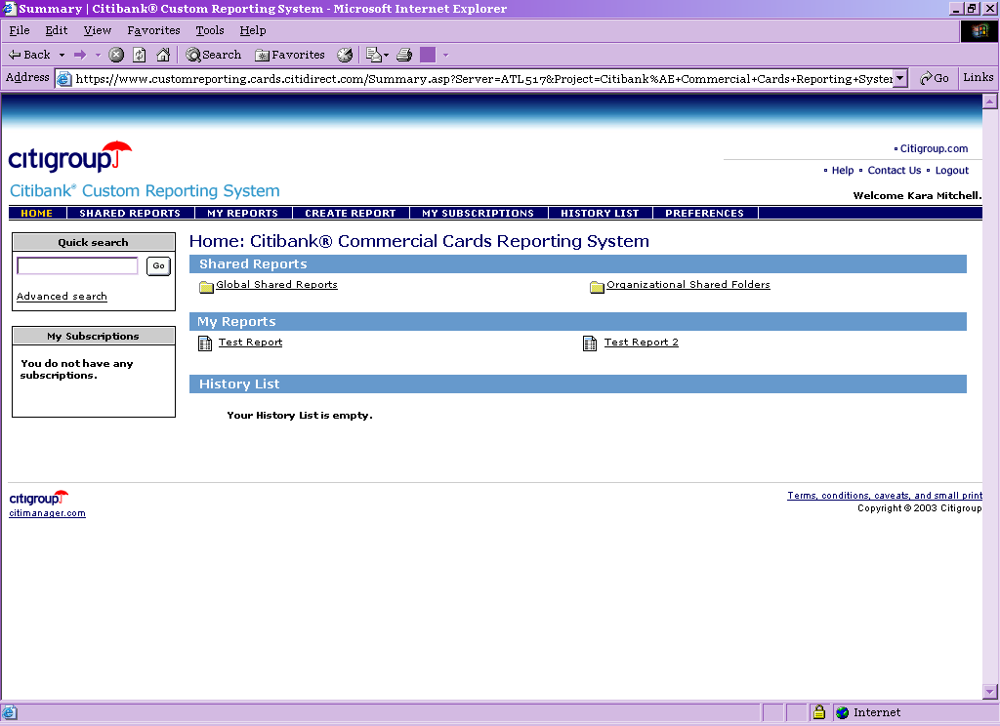 Summary | Citibank® Custom Reporting System - Microsoft Internet Explorer
File Edit View Favorites Tools Help
Back Search Favorites
Address https://www.customreporting.cards.citidirect.com/Summary.asp?Server=ATL517&Project=Citibank%AE+Commercial+Cards+Reporting+System Go Links
citigroup
Citigroup.com
Help Contact Us Logout
Citibank® Custom Reporting System
Welcome Kara Mitchell.
HOME SHARED REPORTS MY REPORTS CREATE REPORT MY SUBSCRIPTIONS HISTORY LIST PREFERENCES
Quick search
Go
Advanced search
My Subscriptions
You do not have any
subscriptions.
Home: Citibank® Commercial Cards Reporting System
Shared Reports
Global Shared Reports Organizational Shared Folders
My Reports
Test Report Test Report 2
History List
Your History List is empty.
citigroup
citimanager.com
Terms, conditions, caveats, and small print
Copyright © 2003 Citigroup
Internet